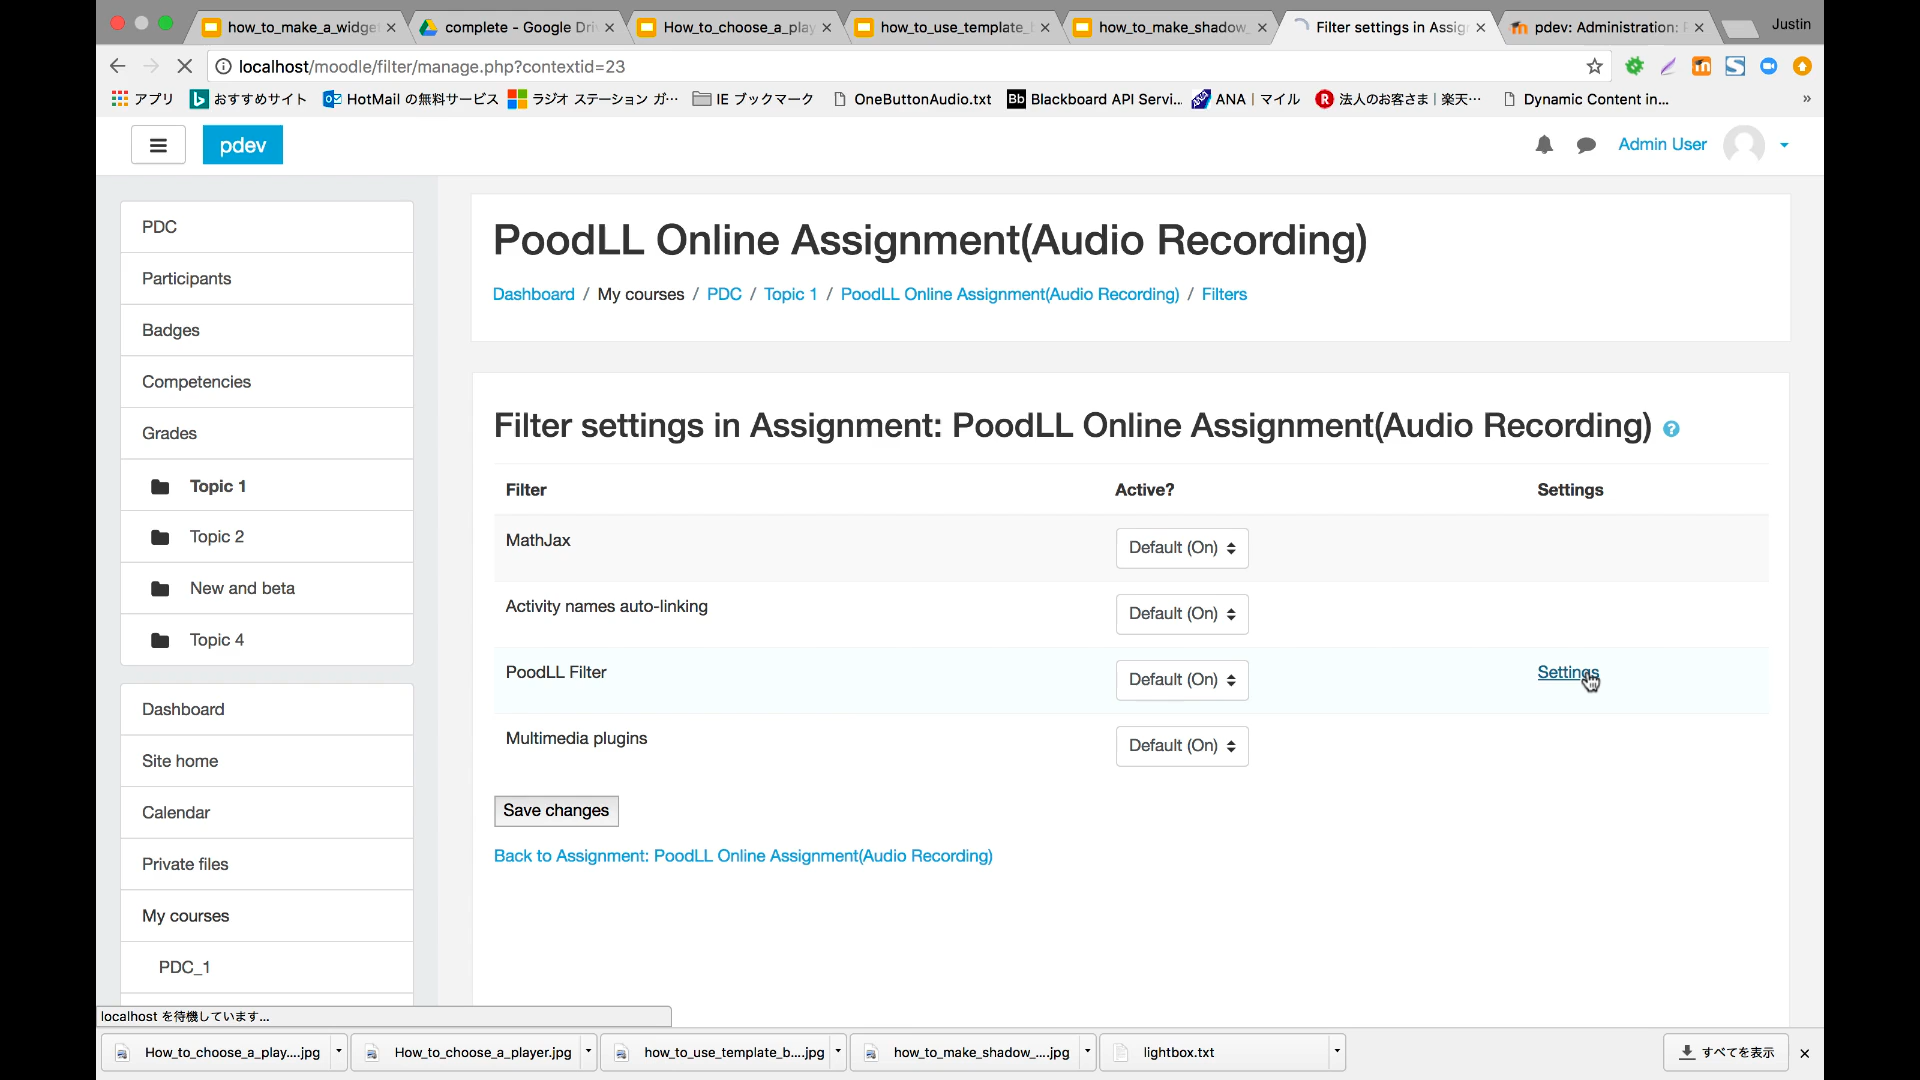 how_to_make_a_widge
complete - Google Dri
How_to_choose_a_play
how_to_use_template_
how_to_make_shadow_
Filter settings in Assig
pdev: Administration:
Justin
localhost/moodle/filter/manage.php?contextid=23
アプリ
おすすめサイト
HotMail の無料サービス
ラジオ ステーション ガ…
IE ブックマーク
OneButtonAudio.txt
Bb Blackboard API Servi…
ANA | マイル
R 法人のお客さま | 楽天…
Dynamic Content in…
»
pdev
Admin User
PDC
Participants
Badges
Competencies
Grades
Topic 1
Topic 2
New and beta
Topic 4
Dashboard
Site home
Calendar
Private files
My courses
PDC_1
PoodLL Online Assignment(Audio Recording)
Dashboard / My courses / PDC / Topic 1 / PoodLL Online Assignment(Audio Recording) / Filters
Filter settings in Assignment: PoodLL Online Assignment(Audio Recording) ?
Filter Active? Settings
MathJax Default (On)
Activity names auto-linking Default (On)
PoodLL Filter Default (On) Settings
Multimedia plugins Default (On)
Save changes
Back to Assignment: PoodLL Online Assignment(Audio Recording)
localhost を待機しています...
How_to_choose_a_play....jpg
How_to_choose_a_player.jpg
how_to_use_template_b....jpg
how_to_make_shadow_....jpg
lightbox.txt
すべてを表示